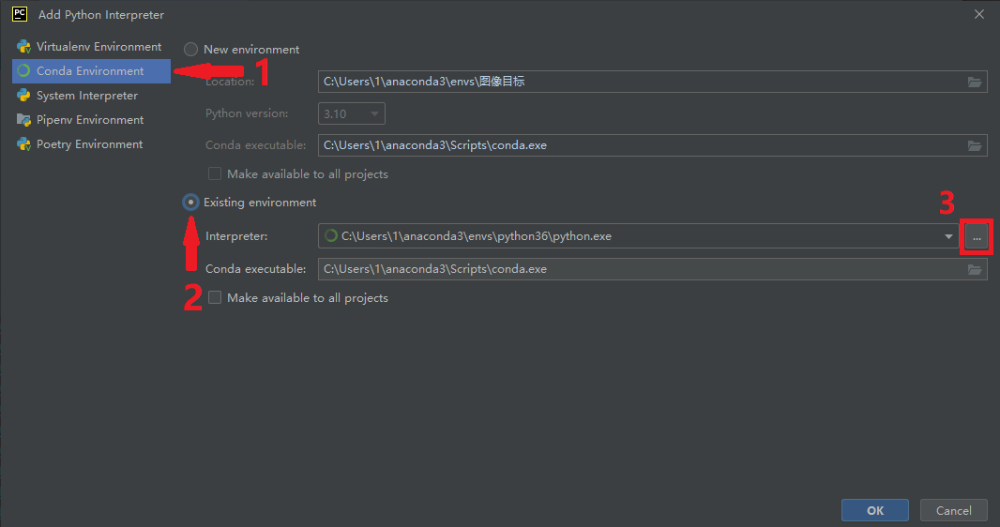 PC Add Python Interpreter
Virtualenv Environment
Conda Environment
System Interpreter
Pipenv Environment
Poetry Environment
New environment
1
Location: C:\Users\1\anaconda3\envs\图像目标
Python version: 3.10
Conda executable: C:\Users\1\anaconda3\Scripts\conda.exe
Make available to all projects
Existing environment
3
Interpreter: C:\Users\1\anaconda3\envs\python36\python.exe ...
Conda executable: C:\Users\1\anaconda3\Scripts\conda.exe
2 Make available to all projects
OK Cancel